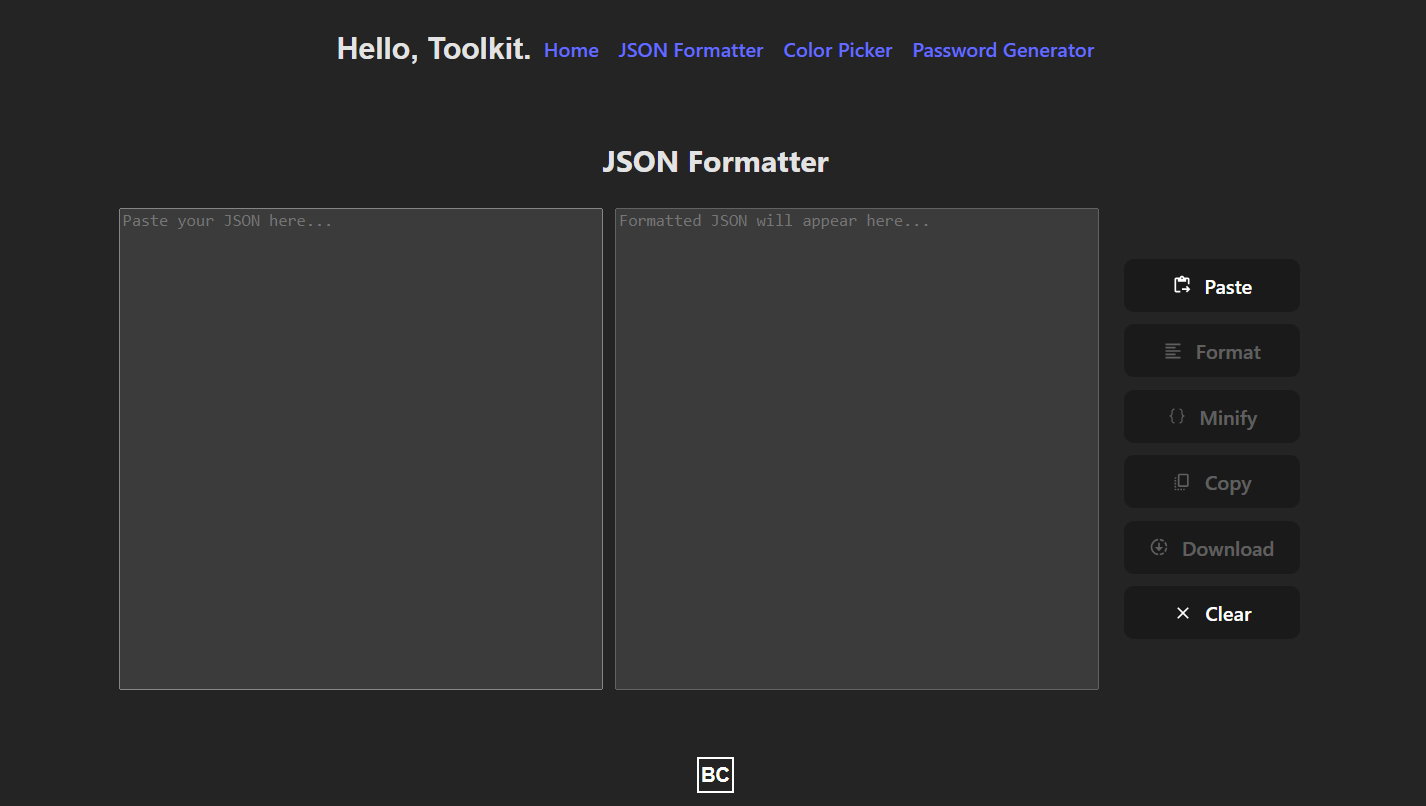 Hello, Toolkit. Home JSON Formatter Color Picker Password Generator
JSON Formatter
Paste your JSON here...
Formatted JSON will appear here...
Paste
Format
Minify
Copy
Download
Clear
BC